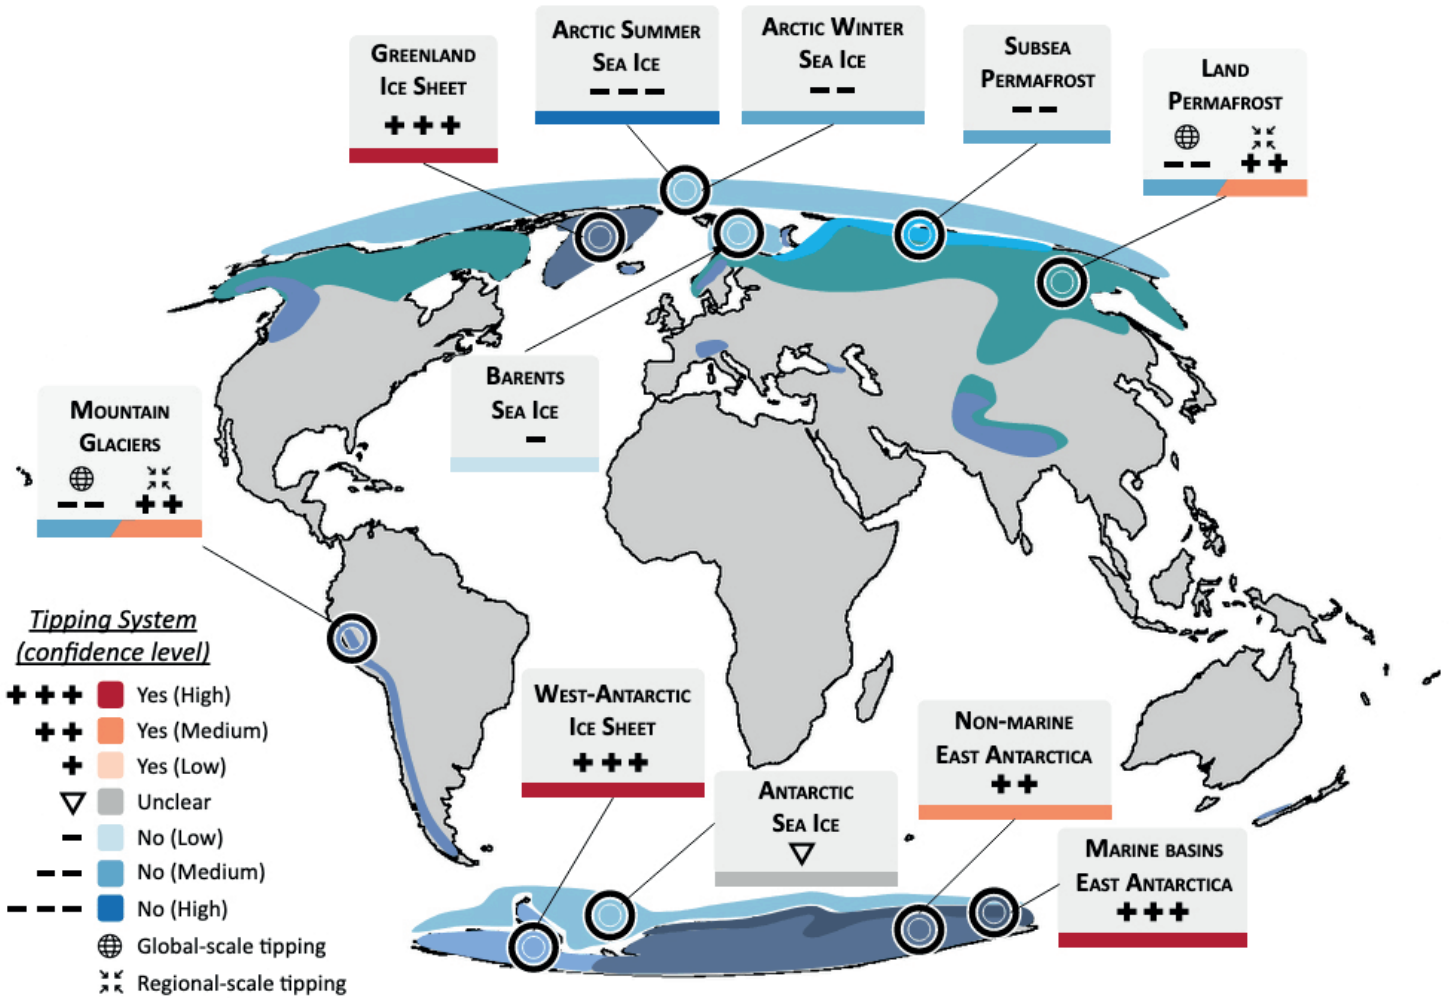 GREENLAND
ICE SHEET
+++
ARCTIC SUMMER
SEA ICE
– – –
ARCTIC WINTER
SEA ICE
– –
SUBSEA
PERMAFROST
– –
LAND
PERMAFROST
– – ++
BARENTS
SEA ICE
–
MOUNTAIN
GLACIERS
– – ++
Tipping System
(confidence level)
+++ Yes (High)
++ Yes (Medium)
+ Yes (Low)
▽ Unclear
– No (Low)
– – No (Medium)
– – – No (High)
Global-scale tipping
Regional-scale tipping
WEST-ANTARCTIC
ICE SHEET
+++
ANTARCTIC
SEA ICE
▽
NON-MARINE
EAST ANTARCTICA
++
MARINE BASINS
EAST ANTARCTICA
+++